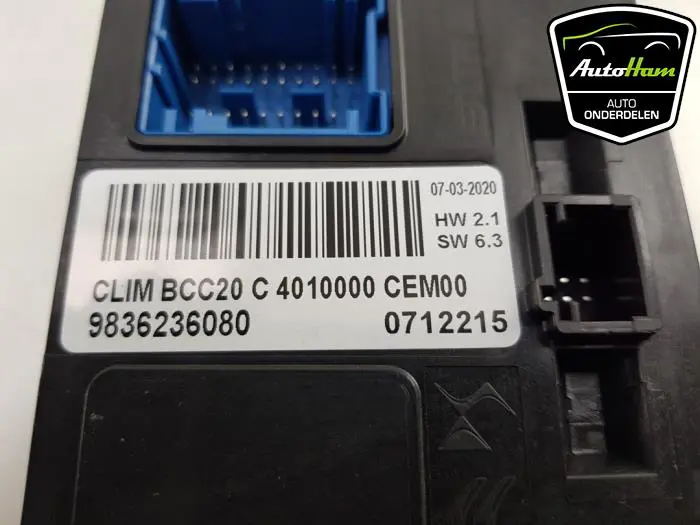 AutoHam
AUTO
ONDERDELEN
07-03-2020
HW 2.1
SW 6.3
CLIM BCC20 C 4010000 CEM00
9836236080 0712215